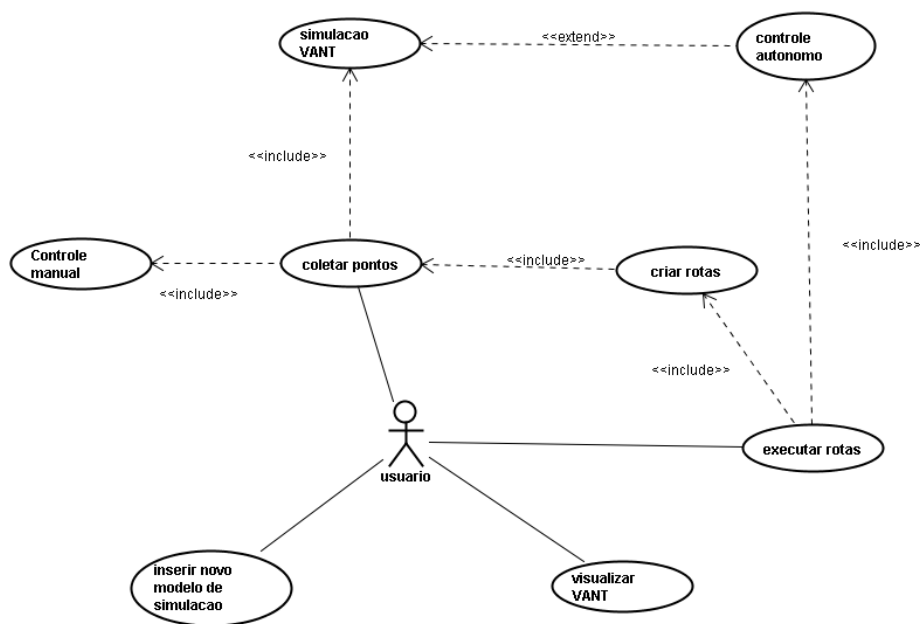 simulacao
VANT
<<extend>>
controle
autonomo
<<include>>
Controle
manual
<<include>>
coletar pontos
<<include>>
criar rotas
<<include>>
<<include>>
executar rotas
usuario
inserir novo
modelo de
simulacao
visualizar
VANT